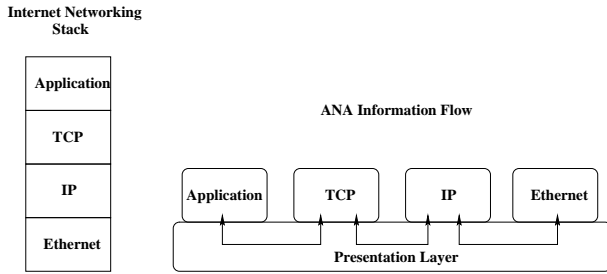 Internet Networking
Stack
Application
TCP
IP
Ethernet
ANA Information Flow
Application
TCP
IP
Ethernet
Presentation Layer